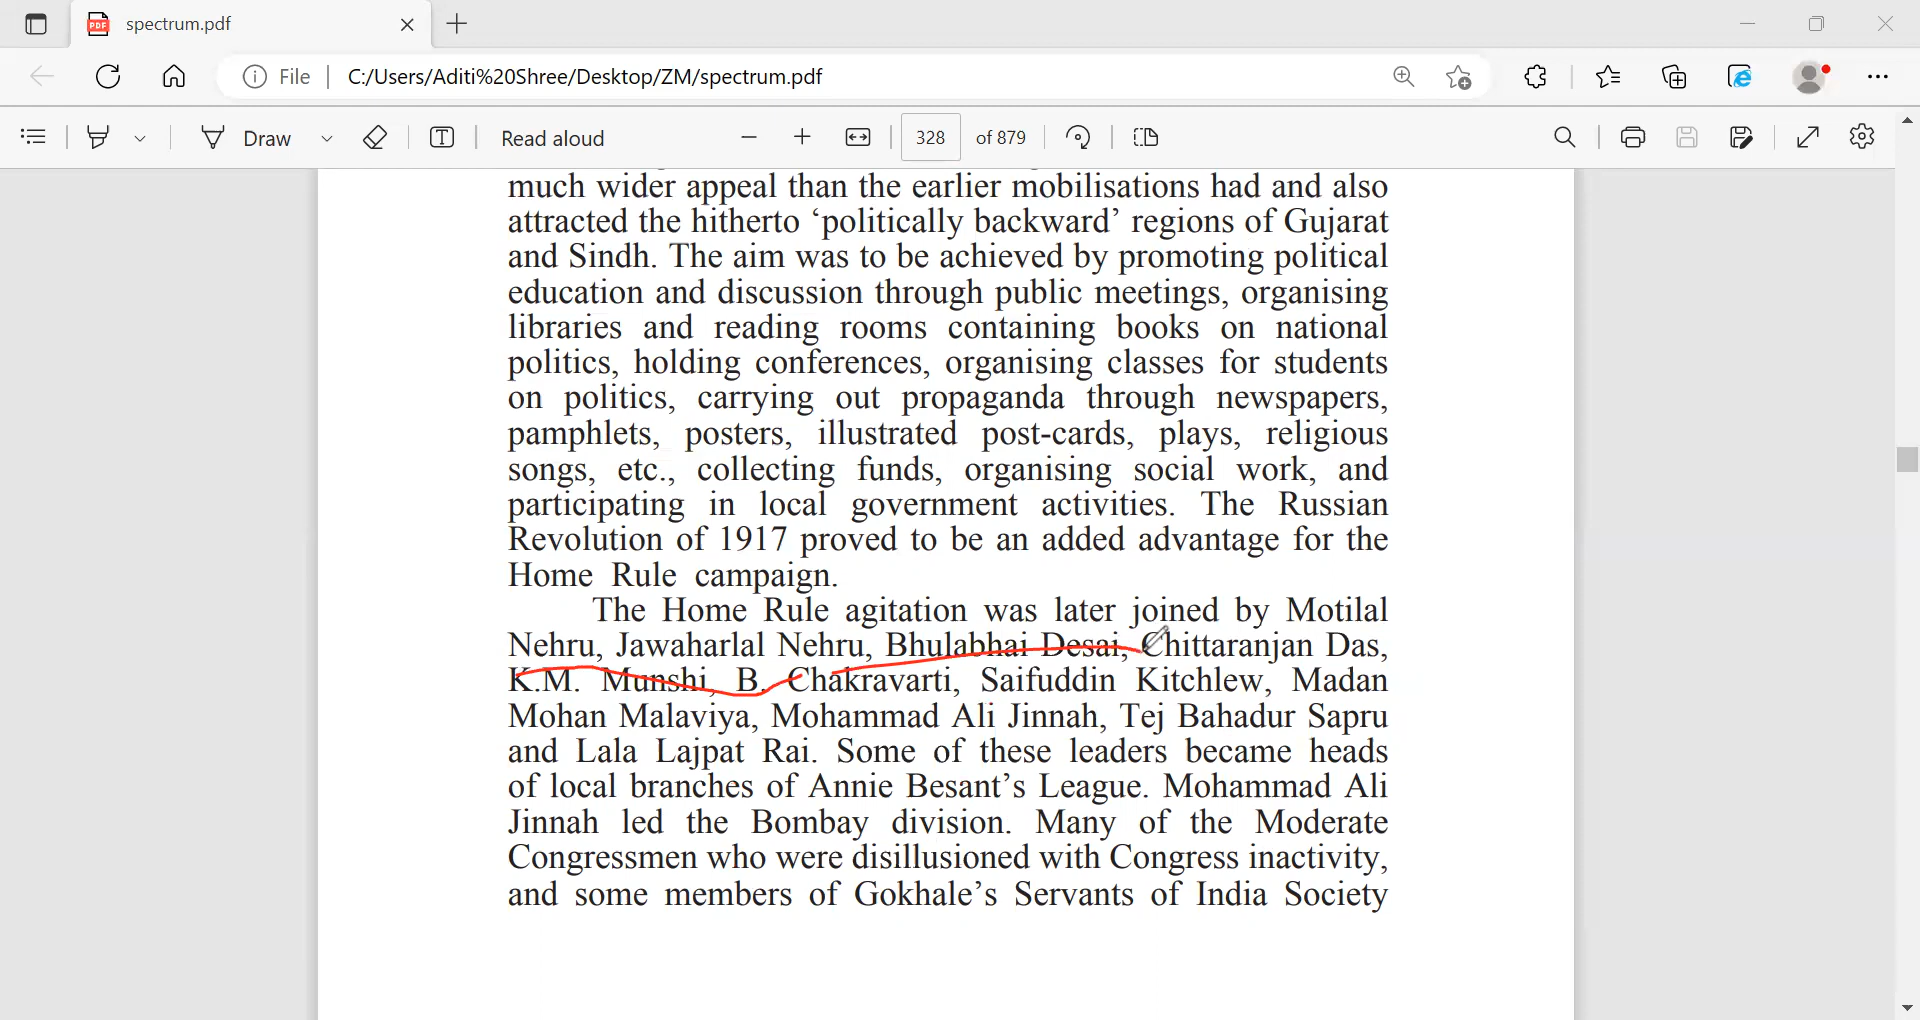 spectrum.pdf
File | C:/Users/Aditi%20Shree/Desktop/ZM/spectrum.pdf
Draw Read aloud 328 of 879
much wider appeal than the earlier mobilisations had and also
attracted the hitherto ‘politically backward’ regions of Gujarat
and Sindh. The aim was to be achieved by promoting political
education and discussion through public meetings, organising
libraries and reading rooms containing books on national
politics, holding conferences, organising classes for students
on politics, carrying out propaganda through newspapers,
pamphlets, posters, illustrated post-cards, plays, religious
songs, etc., collecting funds, organising social work, and
participating in local government activities. The Russian
Revolution of 1917 proved to be an added advantage for the
Home Rule campaign.
The Home Rule agitation was later joined by Motilal
Nehru, Jawaharlal Nehru, Bhulabhai Desai, Chittaranjan Das,
K.M. Munshi, B. Chakravarti, Saifuddin Kitchlew, Madan
Mohan Malaviya, Mohammad Ali Jinnah, Tej Bahadur Sapru
and Lala Lajpat Rai. Some of these leaders became heads
of local branches of Annie Besant’s League. Mohammad Ali
Jinnah led the Bombay division. Many of the Moderate
Congressmen who were disillusioned with Congress inactivity,
and some members of Gokhale’s Servants of India Society